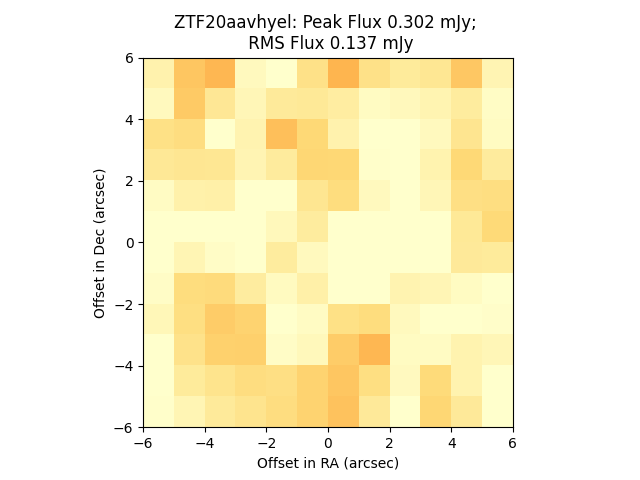 ZTF20aavhyel: Peak Flux 0.302 mJy;
RMS Flux 0.137 mJy
6
4
2
0
−2
−4
−6
Offset in Dec (arcsec)
−6 −4 −2 0 2 4 6
Offset in RA (arcsec)